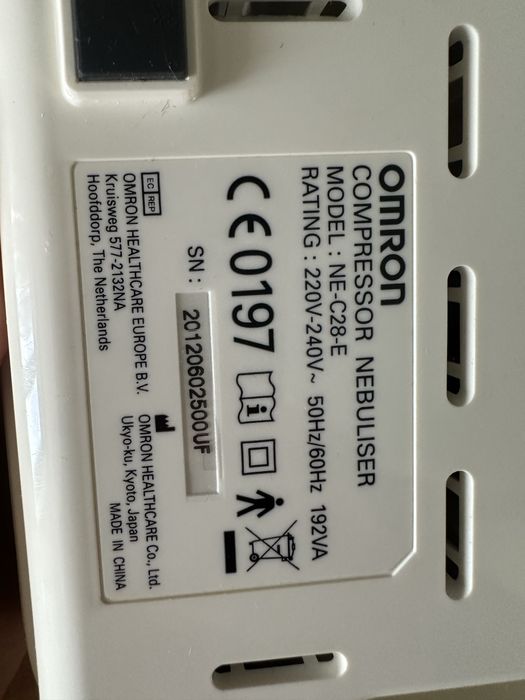 OMRON
COMPRESSOR NEBULISER
MODEL : NE-C28-E
RATING : 220V-240V~ 50Hz/60Hz 192VA
CE0197
SN : 20120602500UF
EC REP
OMRON HEALTHCARE EUROPE B.V.
Kruisweg 577-2132NA
Hoofddorp, The Netherlands
OMRON HEALTHCARE Co., Ltd.
Ukyo-ku, Kyoto, Japan
MADE IN CHINA